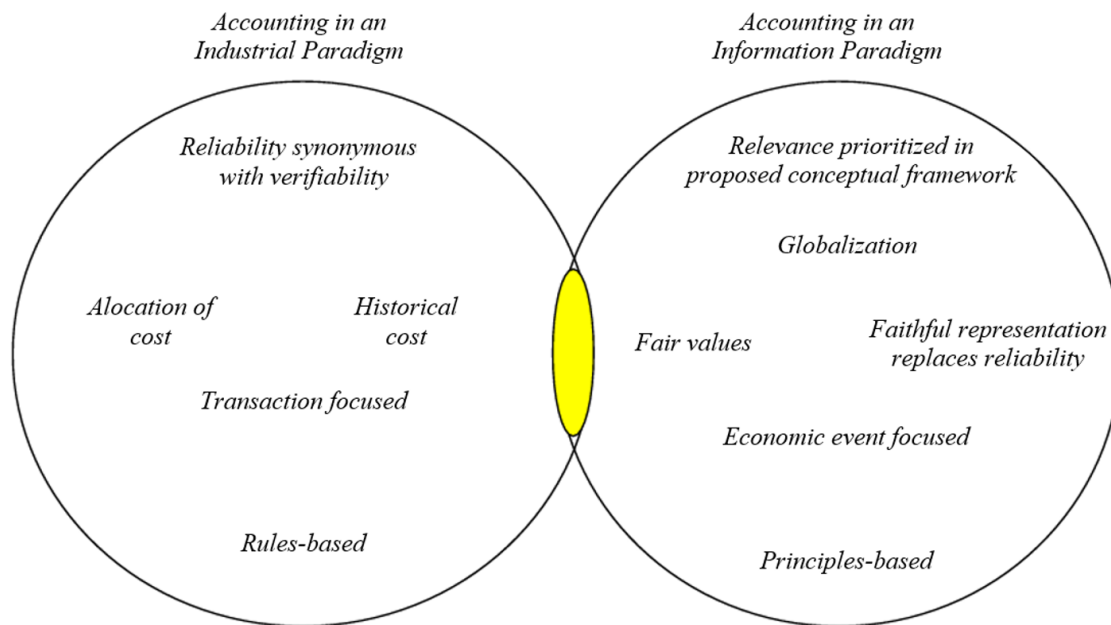 Accounting in an
Industrial Paradigm
Accounting in an
Information Paradigm
Reliability synonymous
with verifiability
Alocation of
cost
Historical
cost
Transaction focused
Rules-based
Relevance prioritized in
proposed conceptual framework
Globalization
Fair values
Faithful representation
replaces reliability
Economic event focused
Principles-based